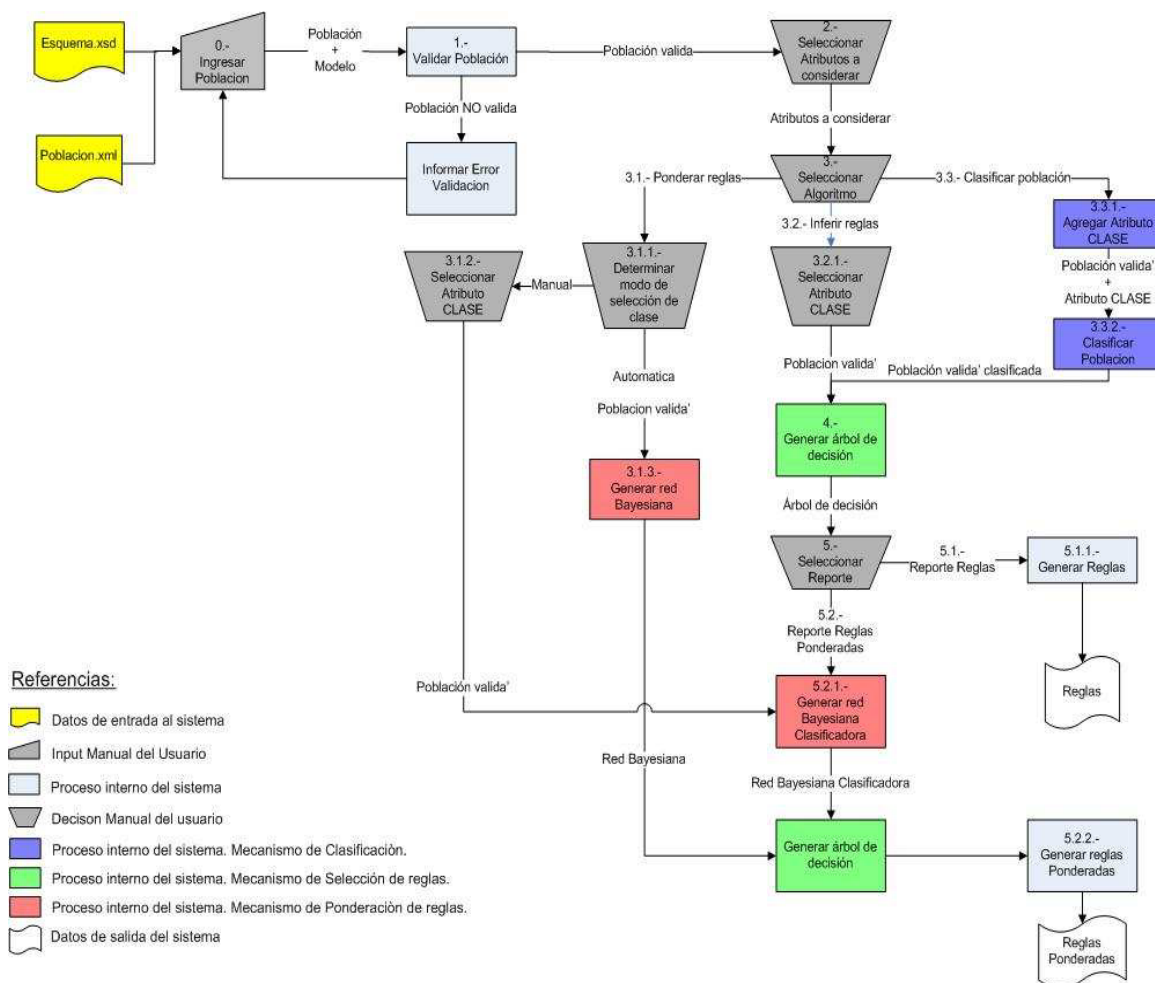 Esquema.xsd
0.-
Ingresar
Poblacion
Población
+
Modelo
1.-
Validar Población
Población valida
2.-
Seleccionar
Atributos a
considerar
Población NO valida
Poblacion.xml
Informar Error
Validacion
Atributos a considerar
3.-
Seleccionar
Algoritmo
3.1.- Ponderar reglas
3.3.- Clasificar población
3.2.- Inferir reglas
3.3.1.-
Agregar Atributo
CLASE
Población valida'
+
Atributo CLASE
3.3.2.-
Clasificar
Poblacion
3.1.2.-
Seleccionar
Atributo
CLASE
Manual
3.1.1.-
Determinar
modo de
selección de
clase
3.2.1.-
Seleccionar
Atributo
CLASE
Poblacion valida'
Población valida' clasificada
Automatica
Poblacion valida'
4.-
Generar árbol de
decisión
3.1.3.-
Generar red
Bayesiana
Árbol de decisión
5.-
Seleccionar
Reporte
5.1.-
Reporte Reglas
5.1.1.-
Generar Reglas
5.2.-
Reporte Reglas
Ponderadas
Reglas
Población valida'
5.2.1.-
Generar red
Bayesiana
Clasificadora
Red Bayesiana
Red Bayesiana Clasificadora
Generar árbol de
decisión
5.2.2.-
Generar reglas
Ponderadas
Reglas
Ponderadas
Referencias:
Datos de entrada al sistema
Input Manual del Usuario
Proceso interno del sistema
Decison Manual del usuario
Proceso interno del sistema. Mecanismo de Clasificaciòn.
Proceso interno del sistema. Mecanismo de Selección de reglas.
Proceso interno del sistema. Mecanismo de Ponderaciòn de reglas.
Datos de salida del sistema